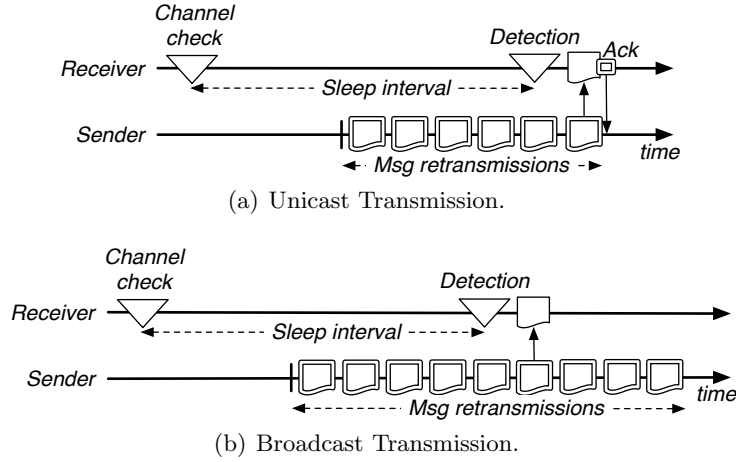 Channel
check
Detection
Ack
Receiver
Sleep interval
Sender
time
Msg retransmissions
(a) Unicast Transmission.
Channel
check
Detection
Receiver
Sleep interval
Sender
time
Msg retransmissions
(b) Broadcast Transmission.